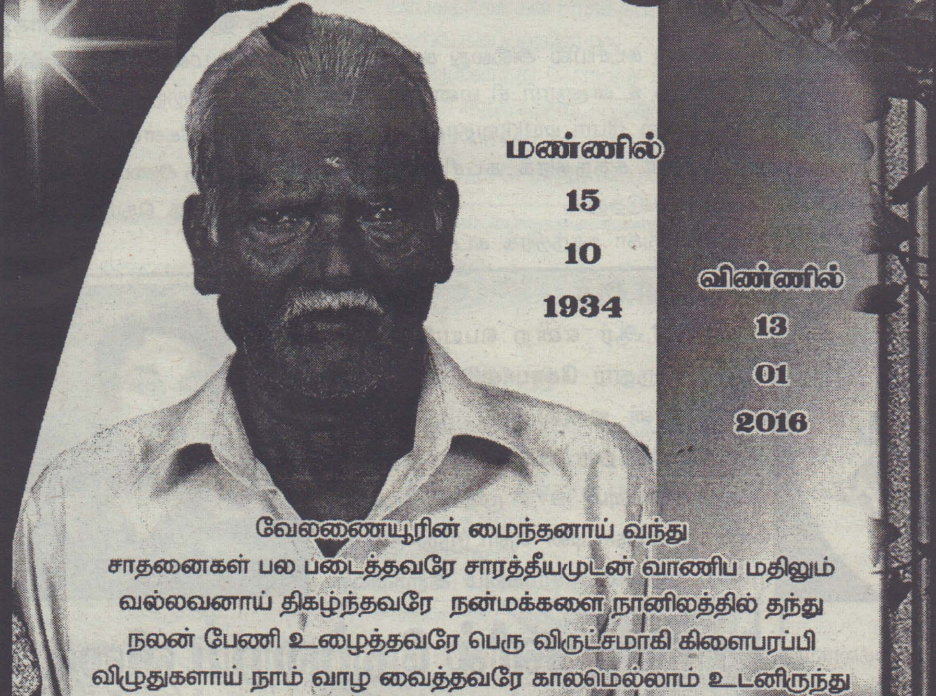 மண்ணில்
15
10
1934
விண்ணில்
13
01
2016
வேலணையூரின் மைந்தனாய் வந்து
சாதனைகள் பல படைத்தவரே சாரத்தீயமுடன் வாணிப மதிலும்
வல்லவனாய் திகழ்ந்தவரே நன்மக்களை நானிலத்தில் தந்து
நலன் பேணி உழைத்தவரே பெரு விருட்சமாகி கிளைபரப்பி
விழுதுகளாய் நாம் வாழ வைத்தவரே காலமெல்லாம் உடனிருந்து